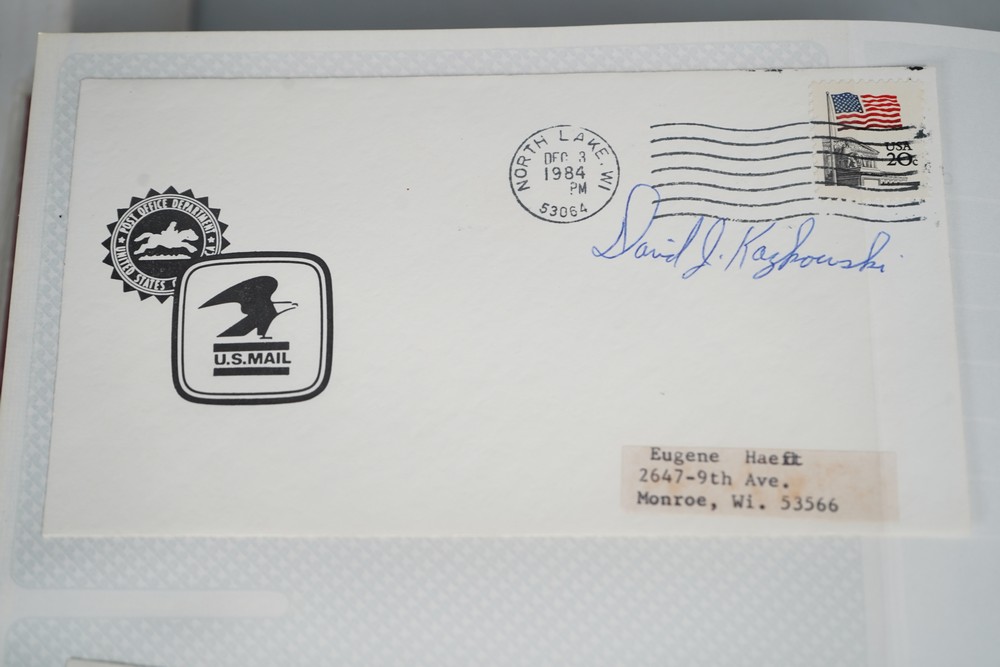 POST OFFICE DEPARTMENT
UNITED STATES
U.S.MAIL
NORTH LAKE, WI
DEC 3
1984
PM
53064
USA
20c
David J. Kazkowski
Eugene Haeft
2647-9th Ave.
Monroe, Wi. 53566